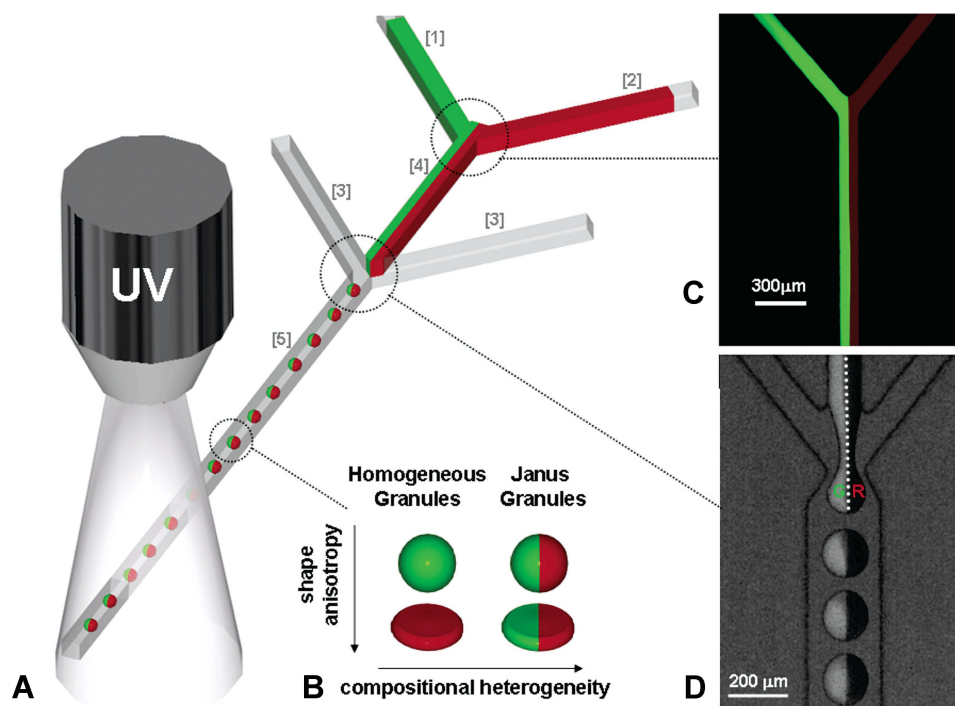 [1]
[2]
[3]
[4]
[3]
[5]
UV
A
Homogeneous
Granules
Janus
Granules
shape
anisotropy
compositional heterogeneity
B
300μm
C
G R
200 μm
D